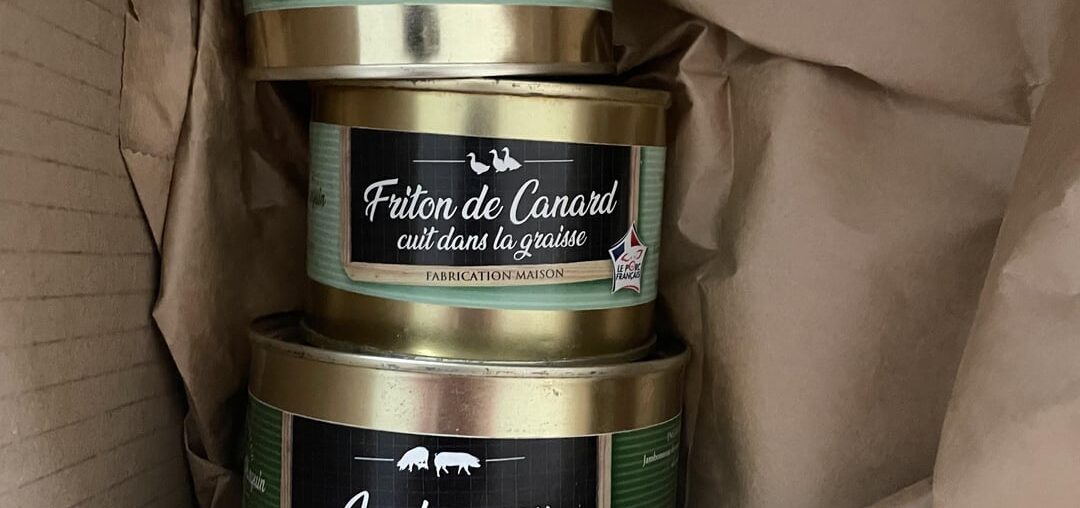 Friton de Canard
cuit dans la graisse
FABRICATION MAISON
LE PORC
FRANÇAIS